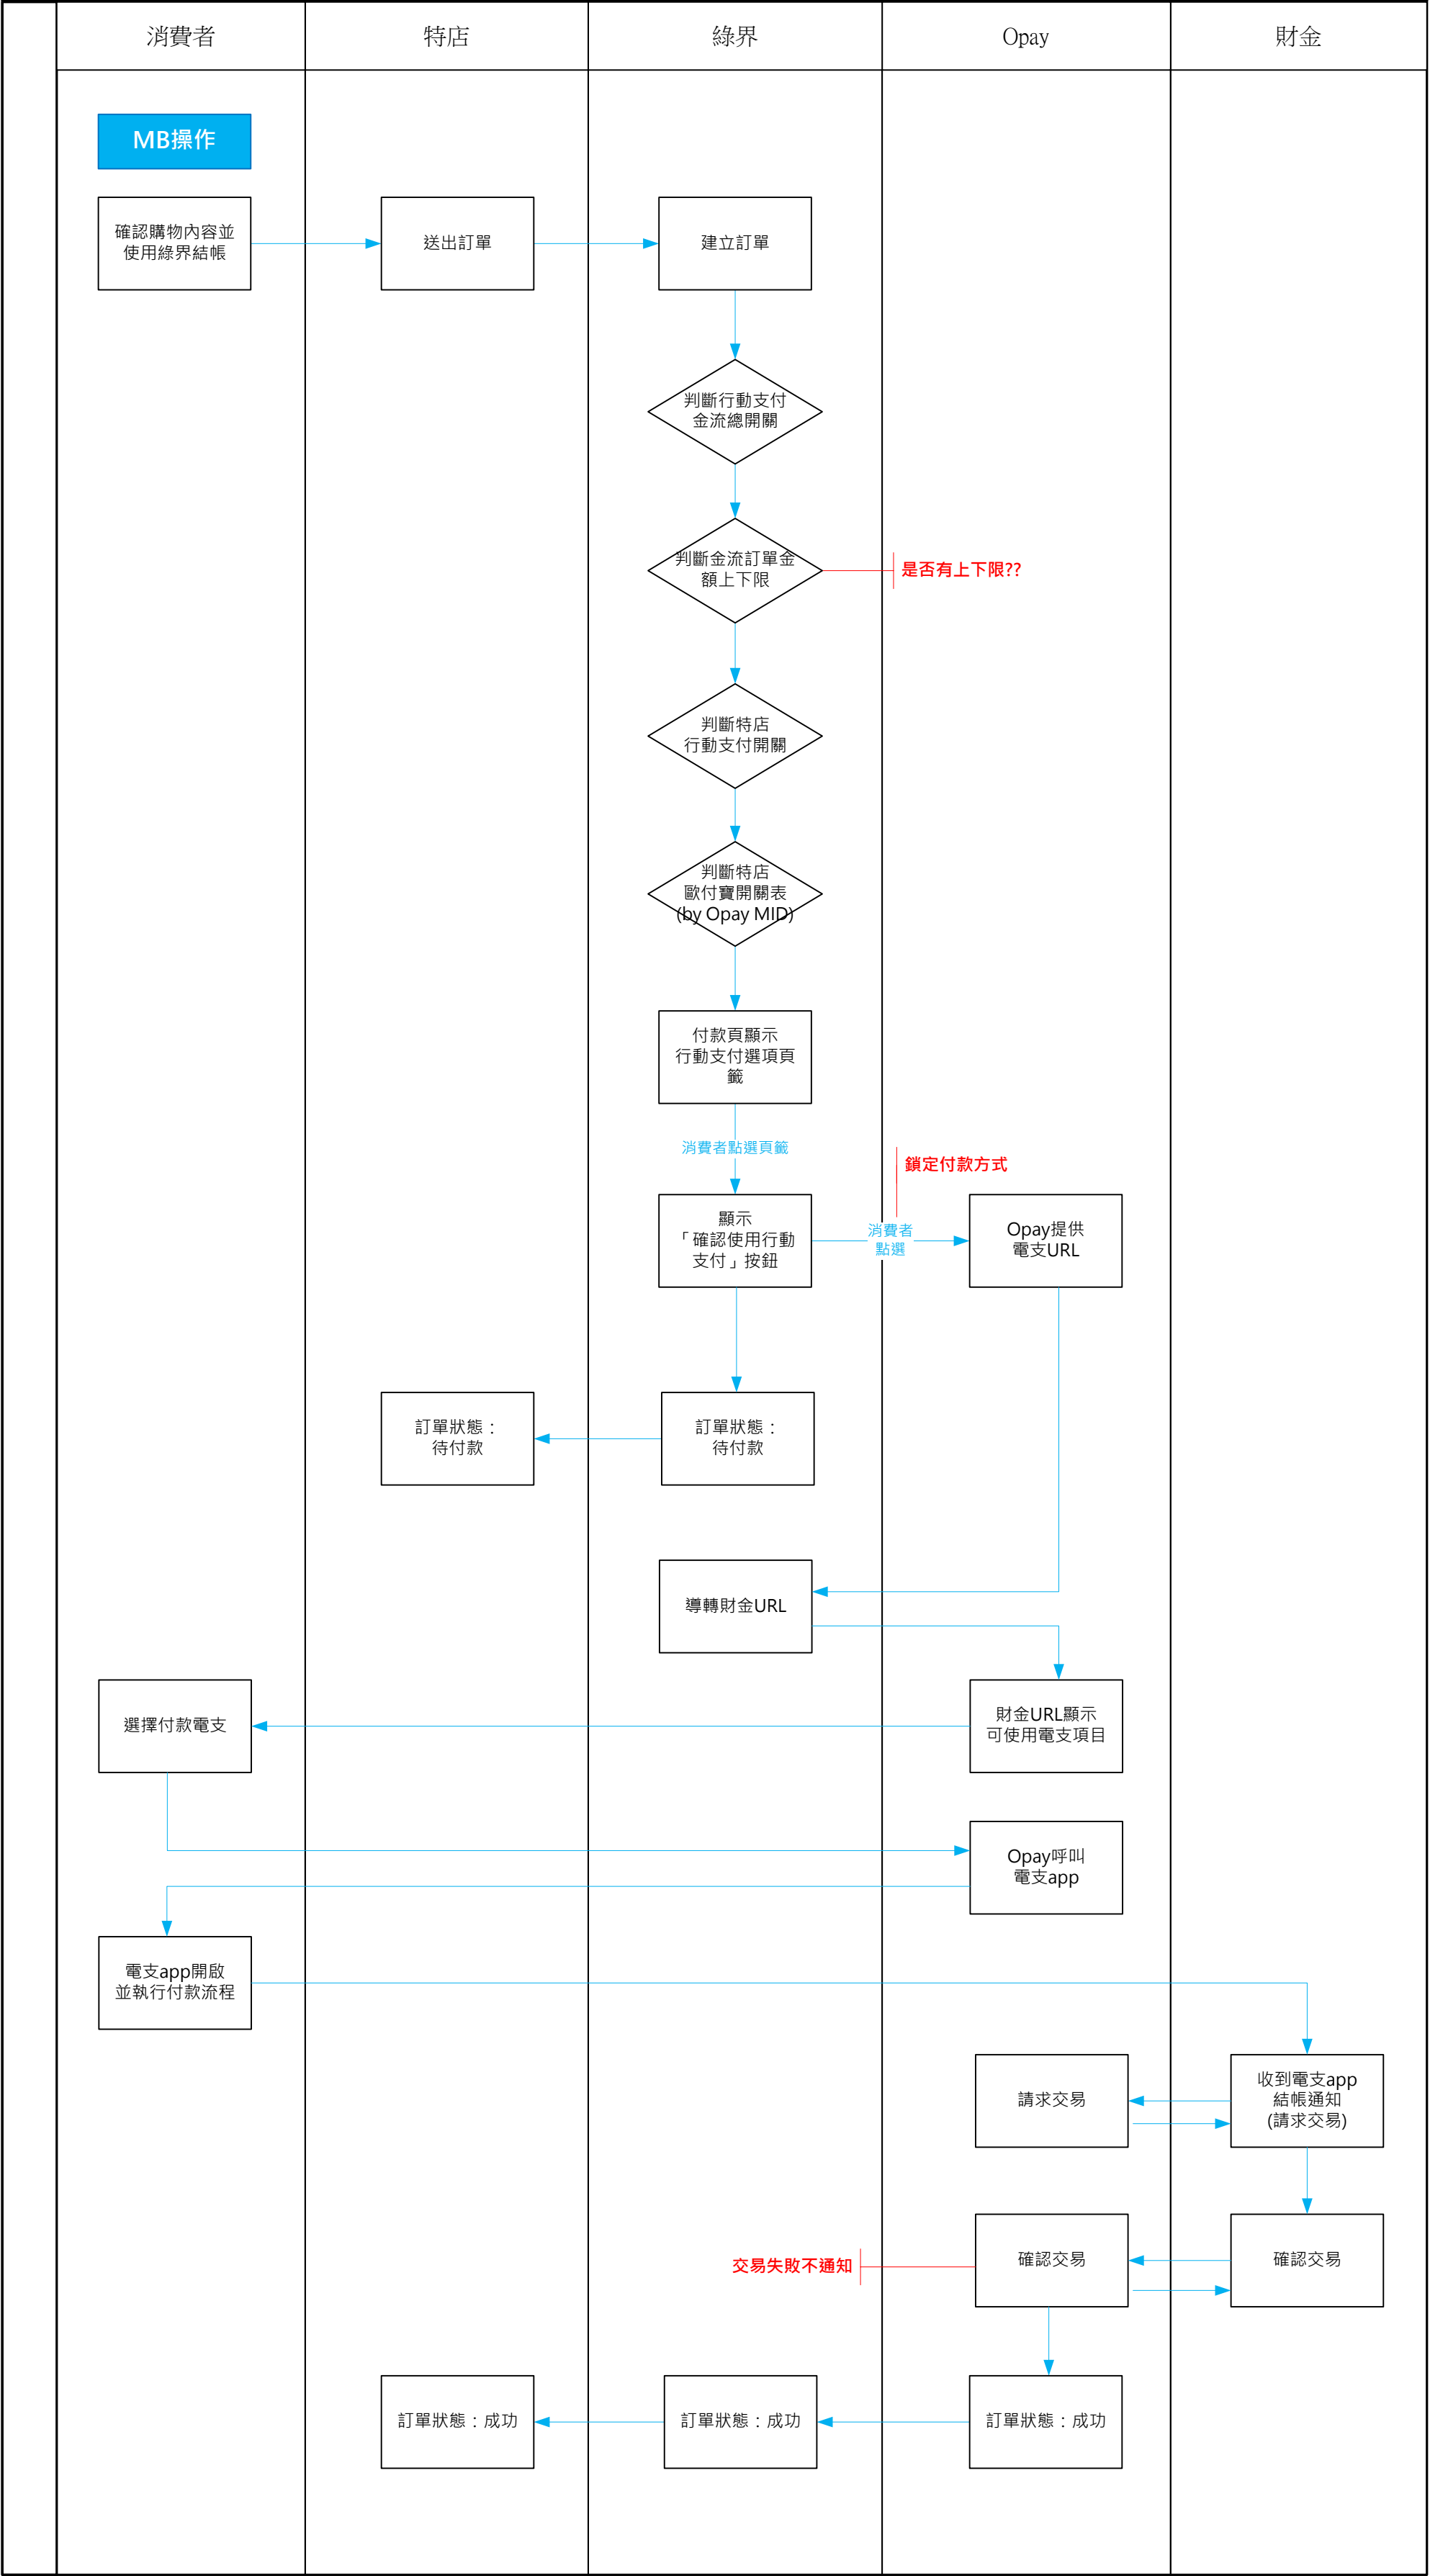 消費者
特店
綠界
Opay
財金
MB操作
確認購物內容並
使用綠界結帳
送出訂單
建立訂單
判斷行動支付
金流總開關
判斷金流訂單金
額上下限
是否有上下限??
判斷特店
行動支付開關
判斷特店
歐付寶開關表
(by Opay MID)
付款頁顯示
行動支付選項頁
籤
消費者點選頁籤
鎖定付款方式
顯示
「確認使用行動
支付」按鈕
消費者
點選
Opay提供
電支URL
訂單狀態：
待付款
訂單狀態：
待付款
導轉財金URL
選擇付款電支
財金URL顯示
可使用電支項目
Opay呼叫
電支app
電支app開啟
並執行付款流程
請求交易
收到電支app
結帳通知
(請求交易)
交易失敗不通知
確認交易
確認交易
訂單狀態：成功
訂單狀態：成功
訂單狀態：成功